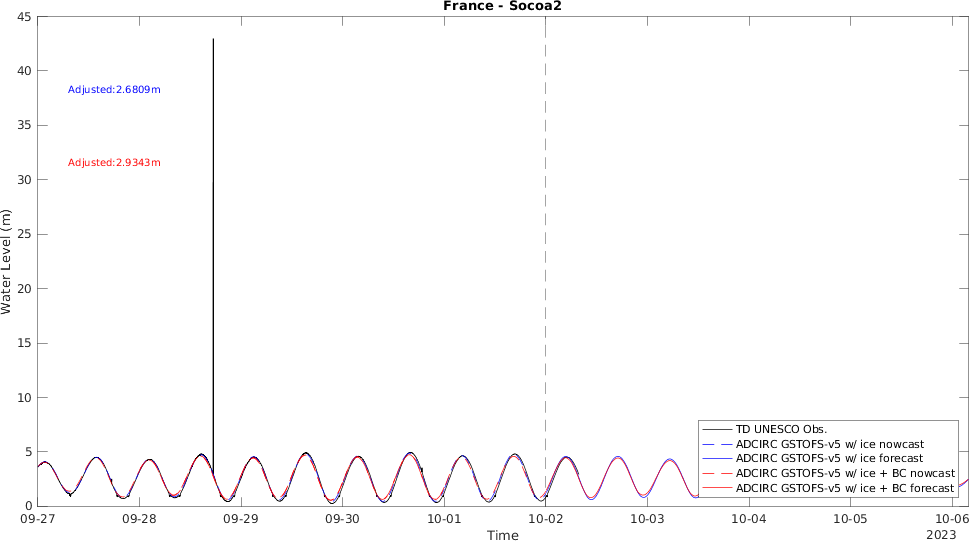 France - Socoa2
45
40
35
30
25
20
15
10
5
0
Water Level (m)
Adjusted:2.6809m
Adjusted:2.9343m
TD UNESCO Obs.
ADCIRC GSTOFS-v5 w/ ice nowcast
ADCIRC GSTOFS-v5 w/ ice forecast
ADCIRC GSTOFS-v5 w/ ice + BC nowcast
ADCIRC GSTOFS-v5 w/ ice + BC forecast
09-27 09-28 09-29 09-30 10-01 10-02 10-03 10-04 10-05 10-06
2023
Time